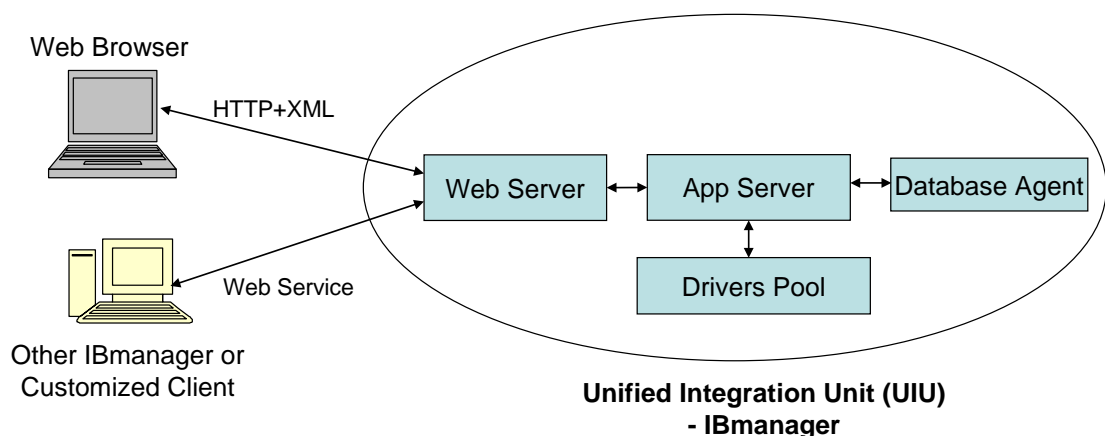 Web Browser
HTTP+XML
Web Server
App Server
Database Agent
Drivers Pool
Web Service
Other IBmanager or
Customized Client
Unified Integration Unit (UIU)
- IBmanager